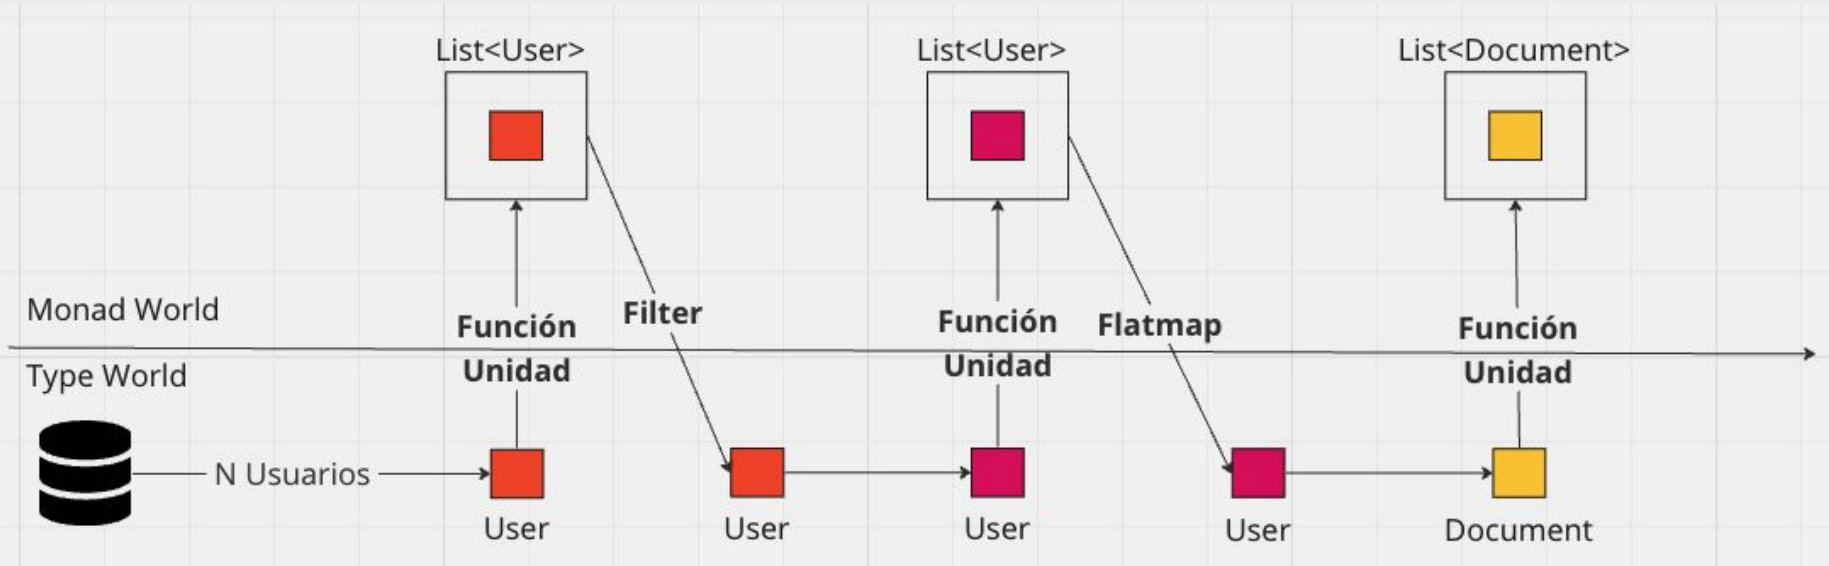 List<User>
List<User>
List<Document>
Monad World
Función
Unidad
Filter
Función
Unidad
Flatmap
Función
Unidad
Type World
N Usuarios
User
User
User
User
Document